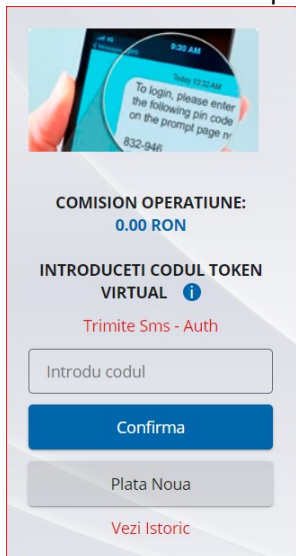 9:30 AM
Today 10:32 AM
To login, please enter
the following pin code
on the prompt page
832-946
COMISION OPERATIUNE:
0.00 RON
INTRODUCETI CODUL TOKEN
VIRTUAL i
Trimite Sms - Auth
Introdu codul
Confirma
Plata Noua
Vezi Istoric